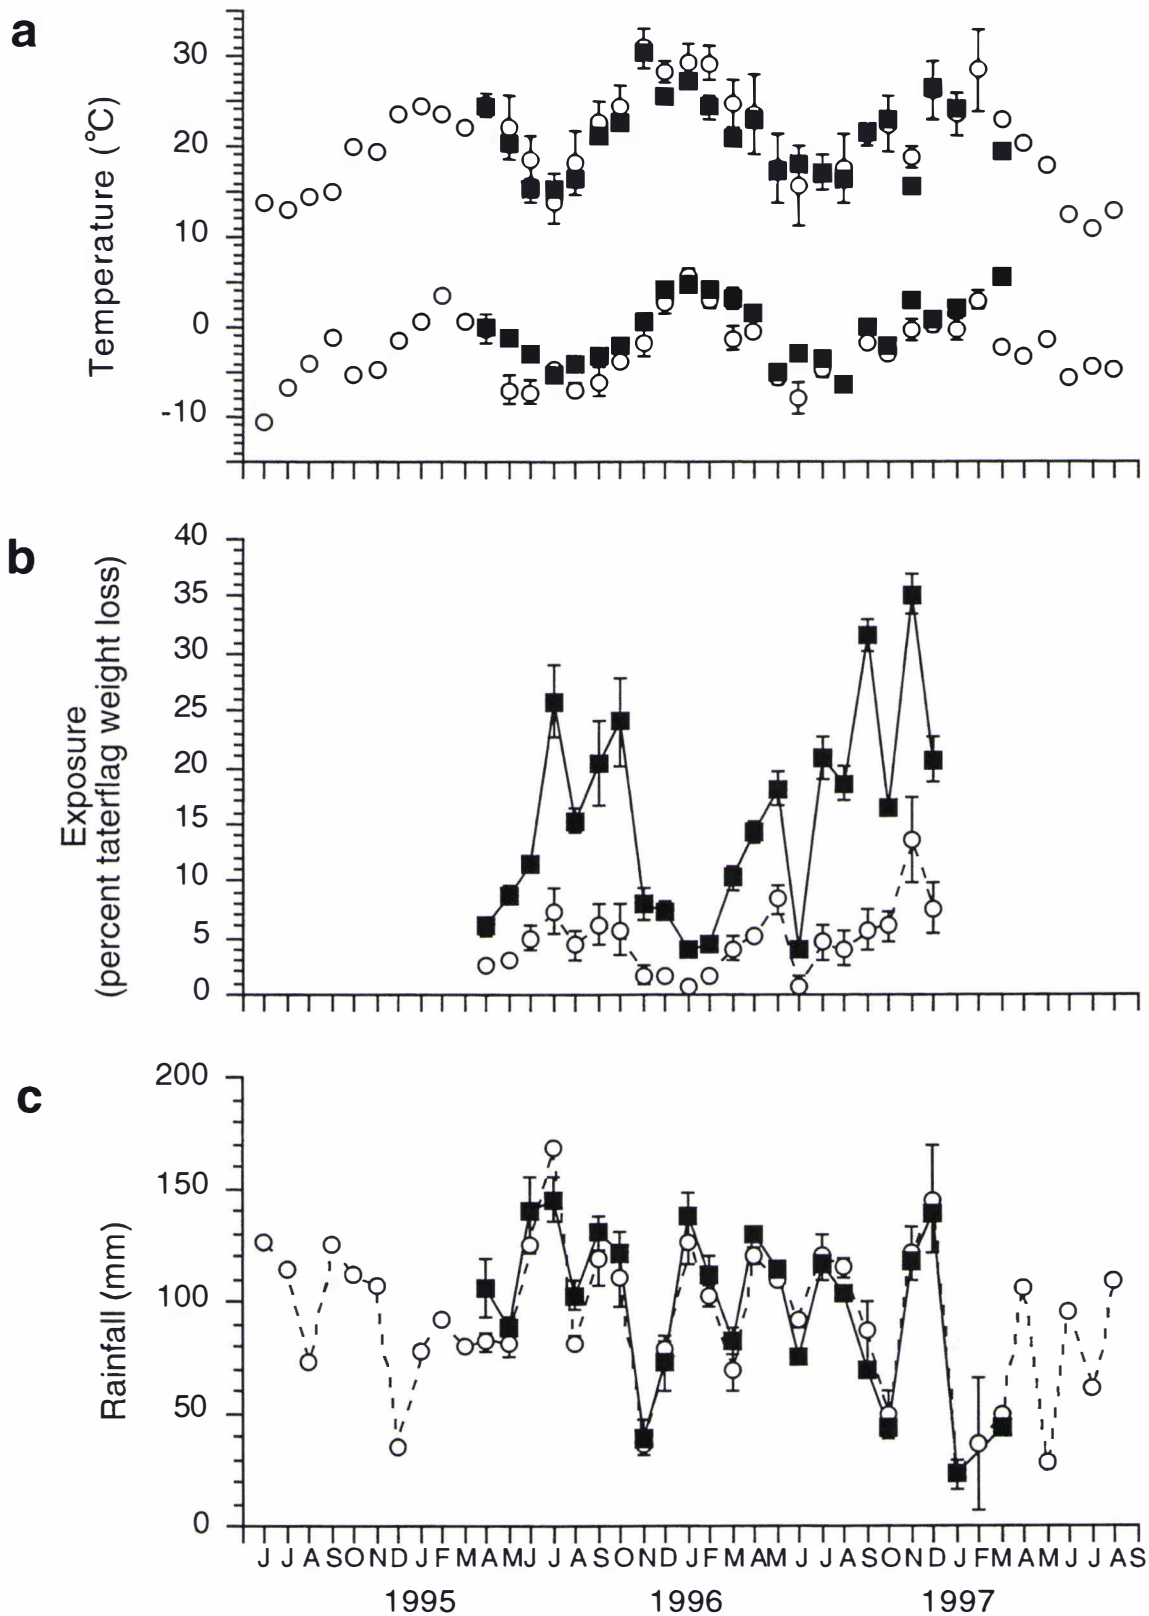 a
Temperature (°C)
30
20
10
0
-10
b
Exposure
(percent taterflag weight loss)
40
35
30
25
20
15
10
5
0
c
Rainfall (mm)
200
150
100
50
0
J J A S O N D J F M A M J J A S O N D J F M A M J J A S O N D J F M A M J J A S
1995 1996 1997